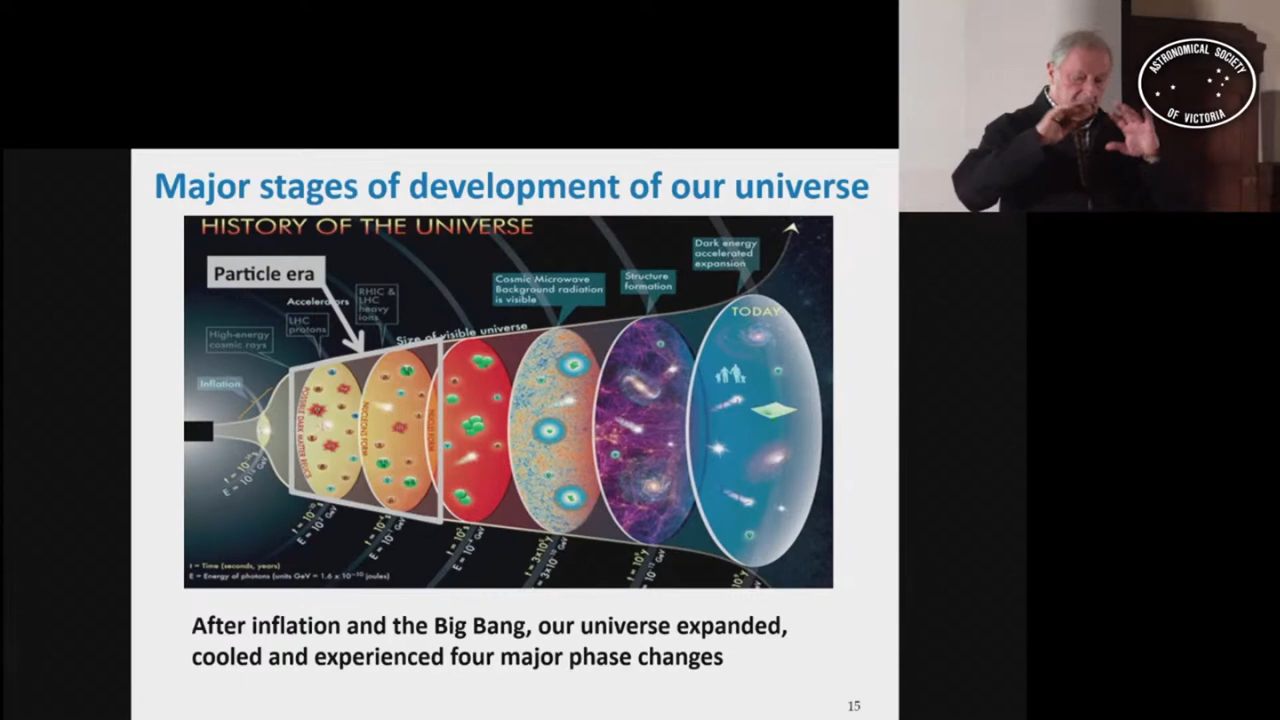 Major stages of development of our universe
HISTORY OF THE UNIVERSE
Particle era
Accelerators
High-energy
cosmic rays
LHC
protons
RHIC &
LHC
heavy
ions
Inflation
Size of visible universe
Cosmic Microwave
Background radiation
is visible
Structure
formation
Dark energy
accelerated
expansion
TODAY
POSSIBLE DARK MATTER RELICS
t = Time (seconds, years)
E = Energy of photons (units GeV = 1.6 x 10⁻¹⁰ joules)
After inflation and the Big Bang, our universe expanded,
cooled and experienced four major phase changes
15
ASTRONOMICAL SOCIETY
OF VICTORIA